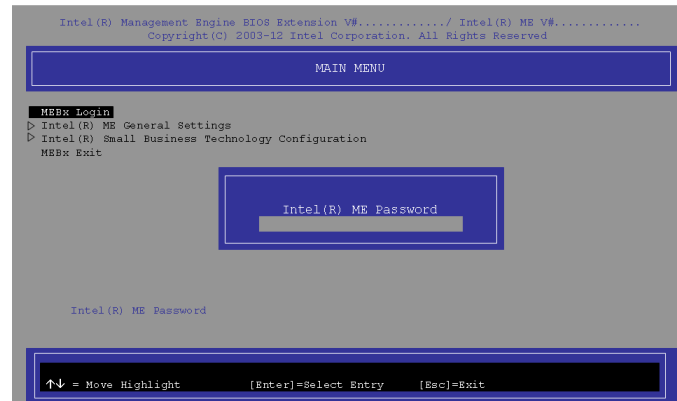 Intel(R) Management Engine BIOS Extension V#............./ Intel(R) ME V#.............
Copyright(C) 2003-12 Intel Corporation. All Rights Reserved
MAIN MENU
MEBx Login
▷ Intel(R) ME General Settings
▷ Intel(R) Small Business Technology Configuration
MEBx Exit
Intel(R) ME Password
Intel(R) ME Password
↑↓ = Move Highlight [Enter]=Select Entry [Esc]=Exit